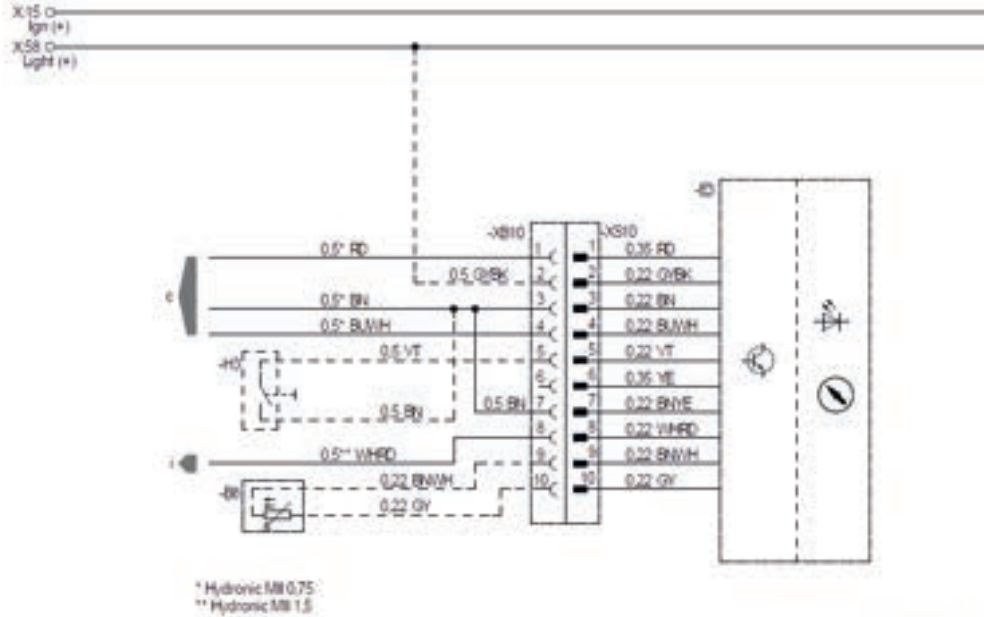 X15
Ign (+)
X58
Light (+)
-XB10
-XS10
1 1
0.5* RD
0,35 RD
2 2
0.5 GYBK
0,22 GYBK
c
3 3
0.5* BN
0,22 BN
4 4
0.5* BUWH
0,22 BUWH
5 5
0.5 VT
0,22 VT
6 6
0,35 YE
7 7
0.5 BN
0.5 BN
0,22 BNYE
8 8
0,22 WHRD
i
0.5** WHRD
9 9
0,22 BNWH
0,22 BNWH
10 10
0,22 GY
0,22 GY
* Hydronic MII 0.75
** Hydronic MII 1.5